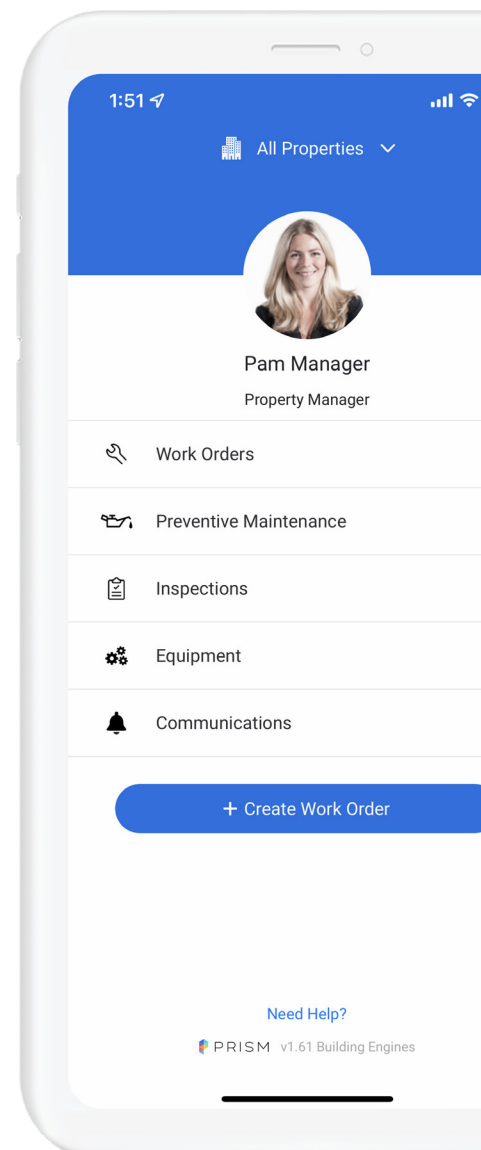 1:51
All Properties
Pam Manager
Property Manager
Work Orders
Preventive Maintenance
Inspections
Equipment
Communications
+ Create Work Order
Need Help?
PRISM v1.61 Building Engines